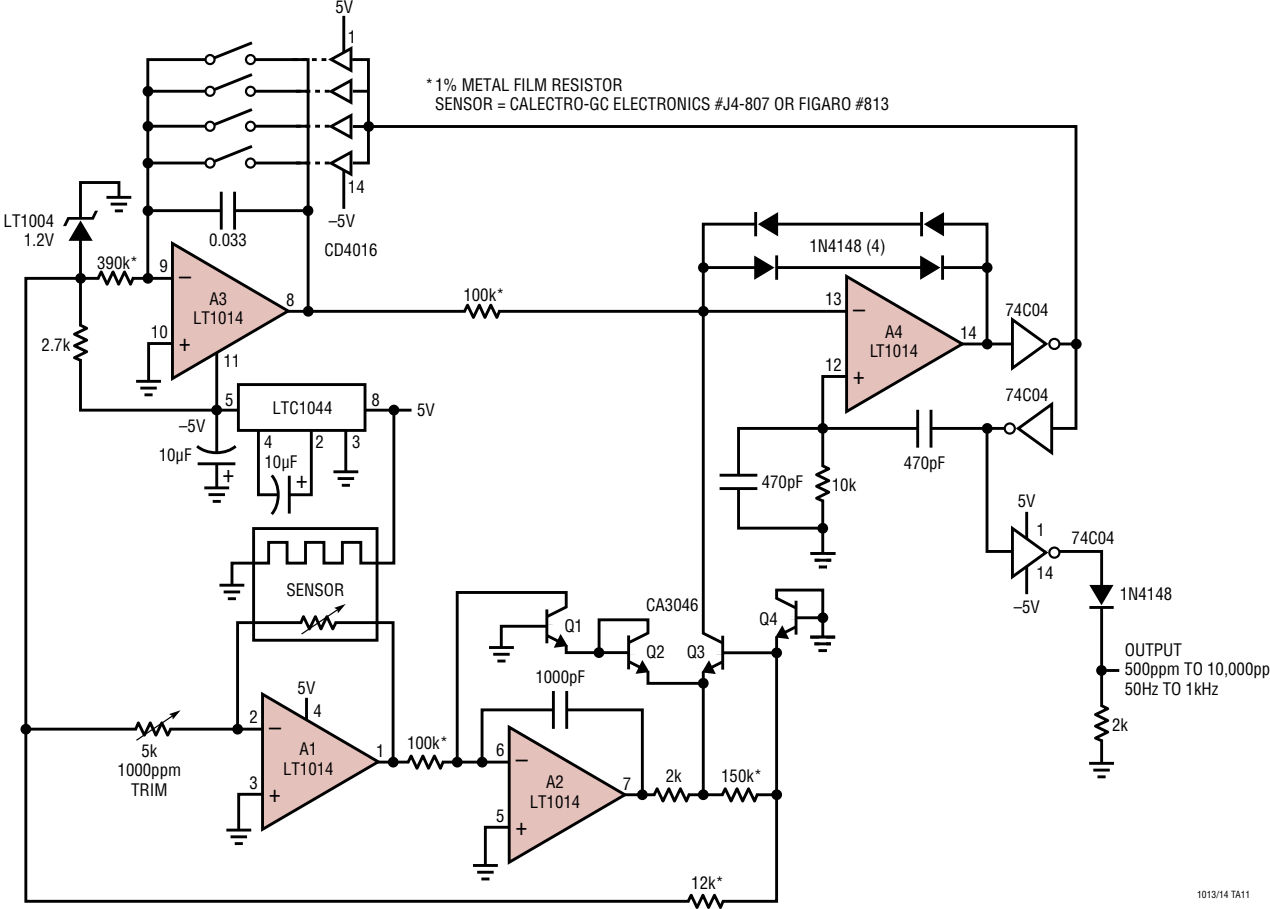 5V
1
* 1% METAL FILM RESISTOR
SENSOR = CALECTRO-GC ELECTRONICS #J4-807 OR FIGARO #813
14
–5V
CD4016
LT1004
1.2V
0.033
390k*
9
–
A3
LT1014
8
10
+
11
2.7k
100k*
1N4148 (4)
13
–
A4
LT1014
14
12
+
74C04
74C04
5
LTC1044
8
5V
–5V
4
2
3
10µF
+
10µF
+
470pF
470pF
10k
5V
1
74C04
14
–5V
1N4148
OUTPUT
500ppm TO 10,000pp
50Hz TO 1kHz
2k
SENSOR
CA3046
Q1
Q2
Q3
Q4
1000pF
5k
1000ppm
TRIM
5V
4
2
–
A1
LT1014
1
3
+
100k*
6
–
A2
LT1014
7
5
+
2k
150k*
12k*
1013/14 TA11